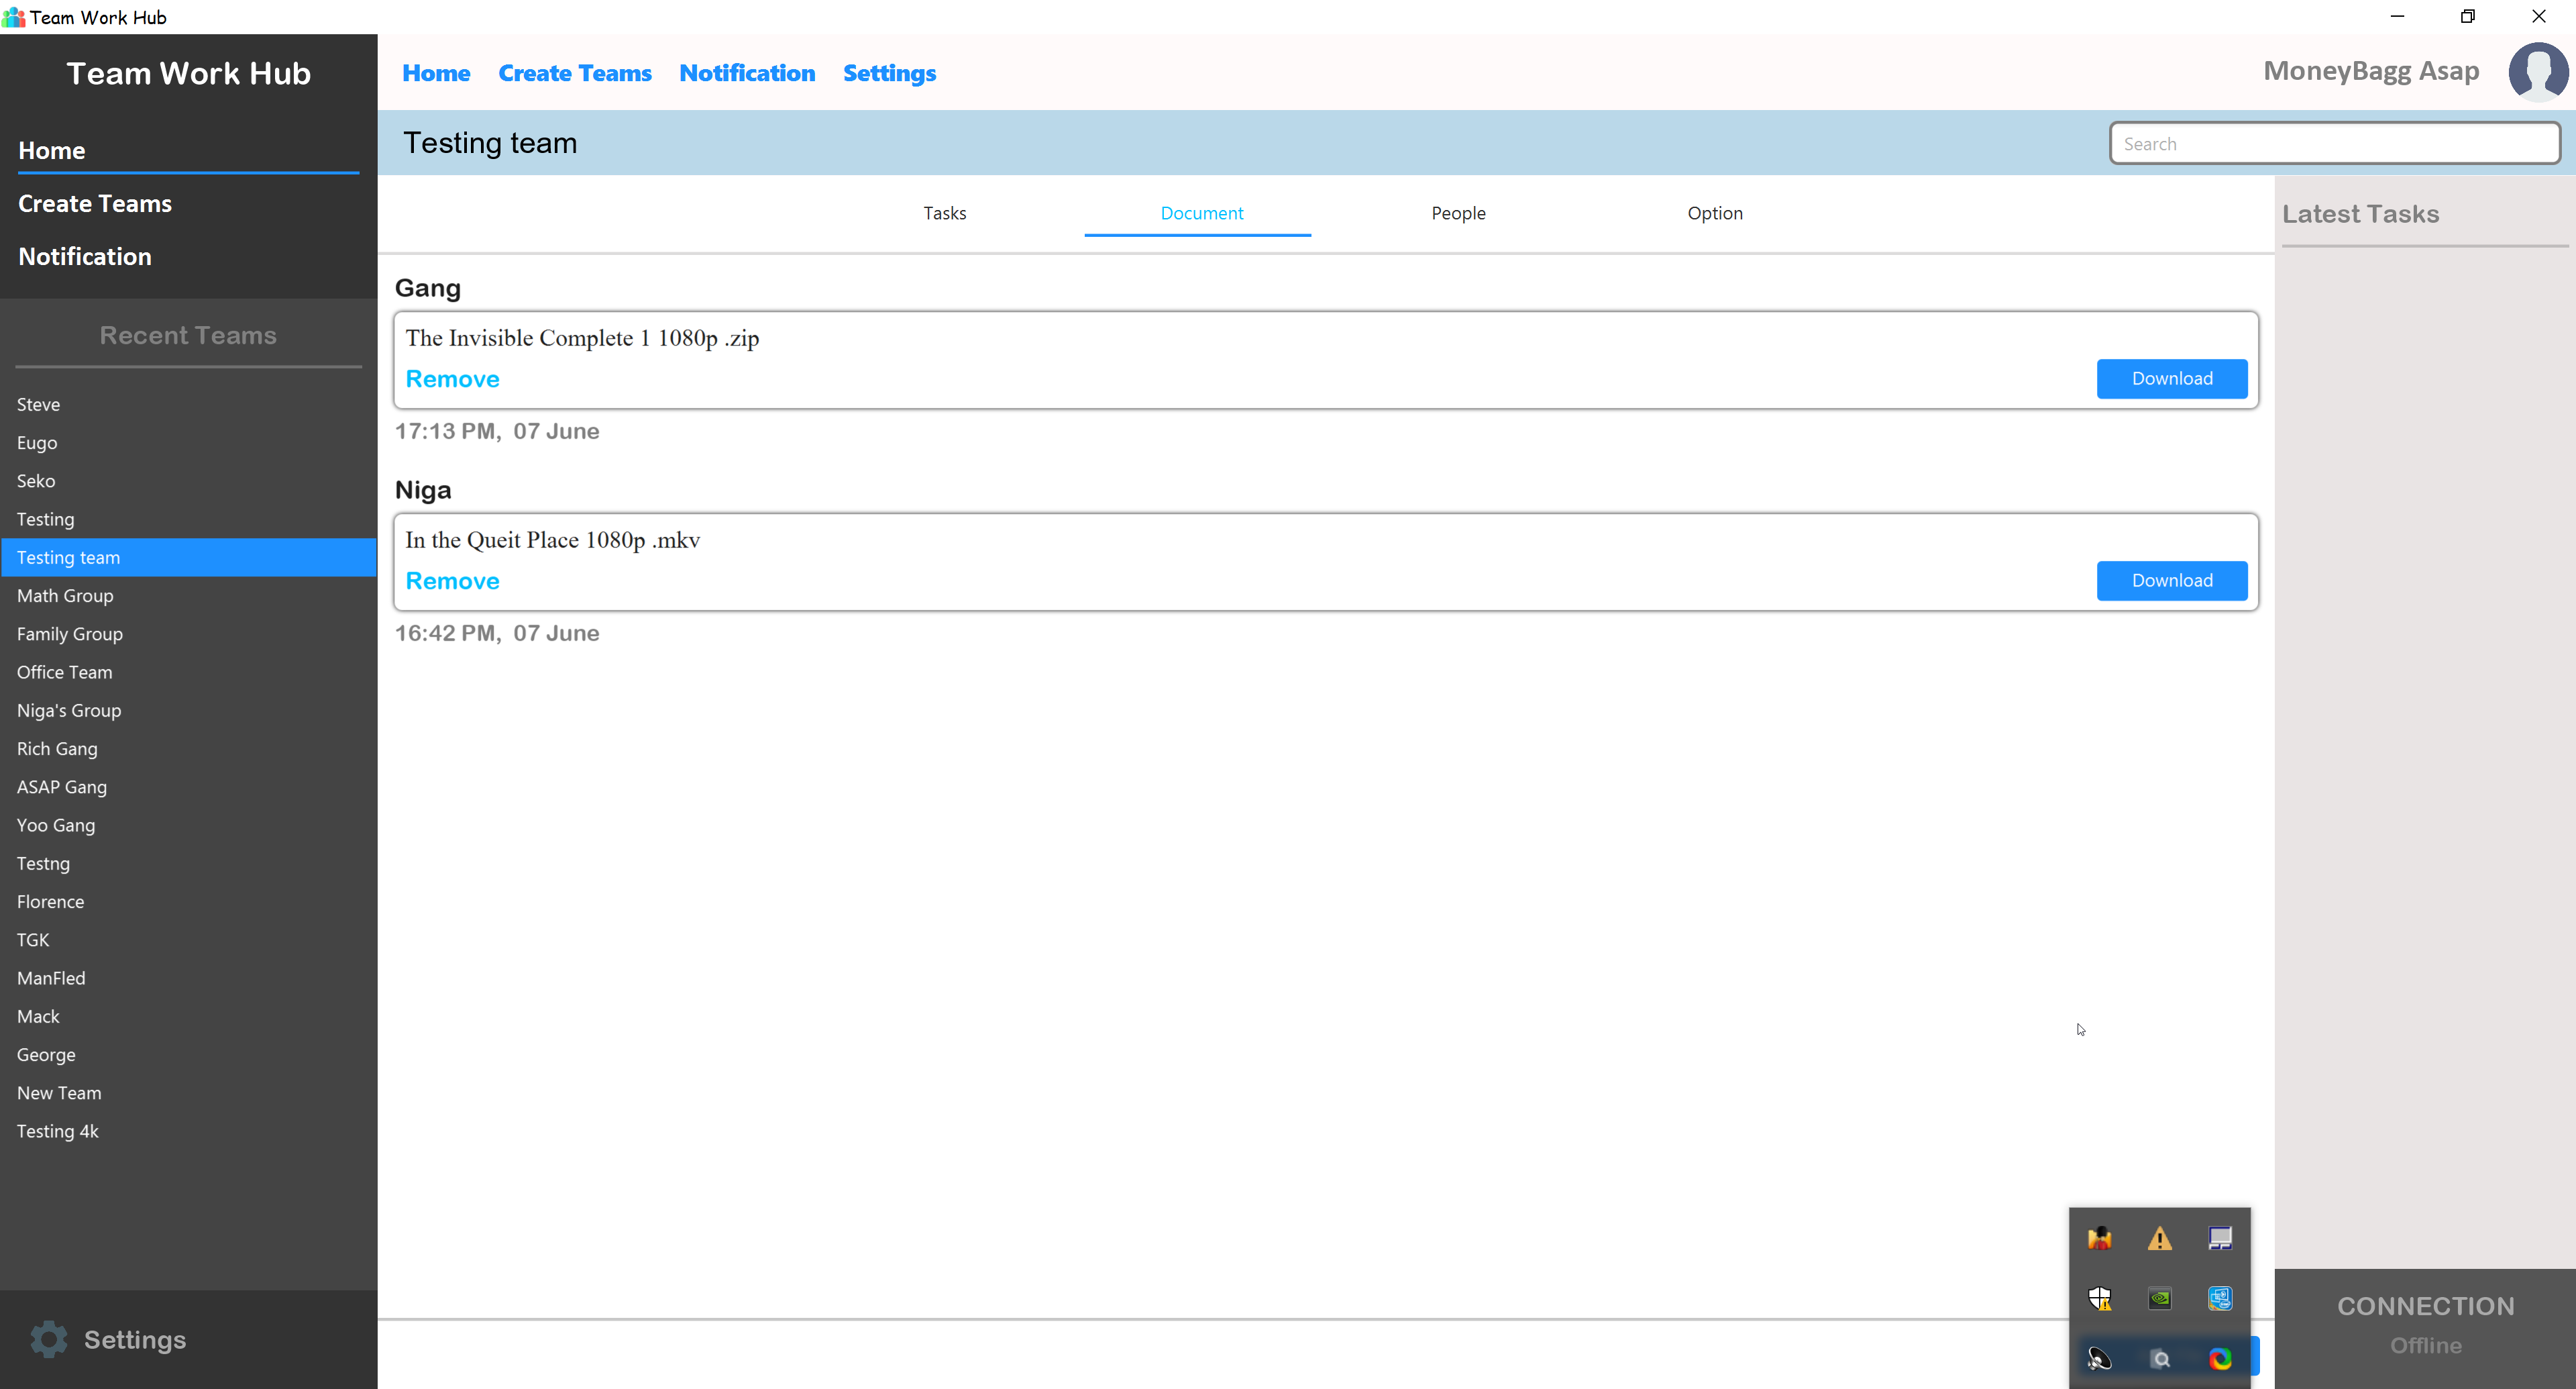 Team Work Hub
Team Work Hub
Home
Create Teams
Notification
Recent Teams
Steve
Eugo
Seko
Testing
Testing team
Math Group
Family Group
Office Team
Niga's Group
Rich Gang
ASAP Gang
Yoo Gang
Testng
Florence
TGK
ManFled
Mack
George
New Team
Testing 4k
Settings
Home Create Teams Notification Settings
MoneyBagg Asap
Testing team
Search
Tasks Document People Option
Gang
The Invisible Complete 1 1080p .zip
Remove
Download
17:13 PM, 07 June
Niga
In the Queit Place 1080p .mkv
Remove
Download
16:42 PM, 07 June
Latest Tasks
CONNECTION
Offline